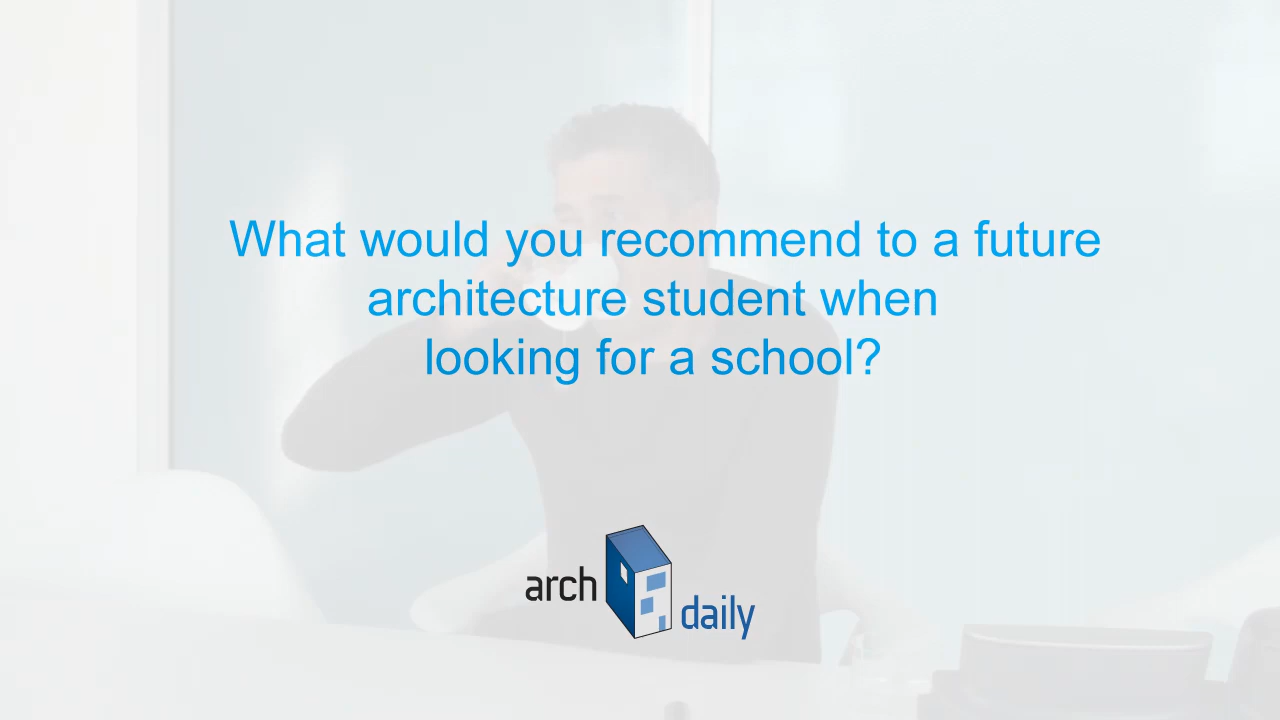 What would you recommend to a future
architecture student when
looking for a school?
arch
daily